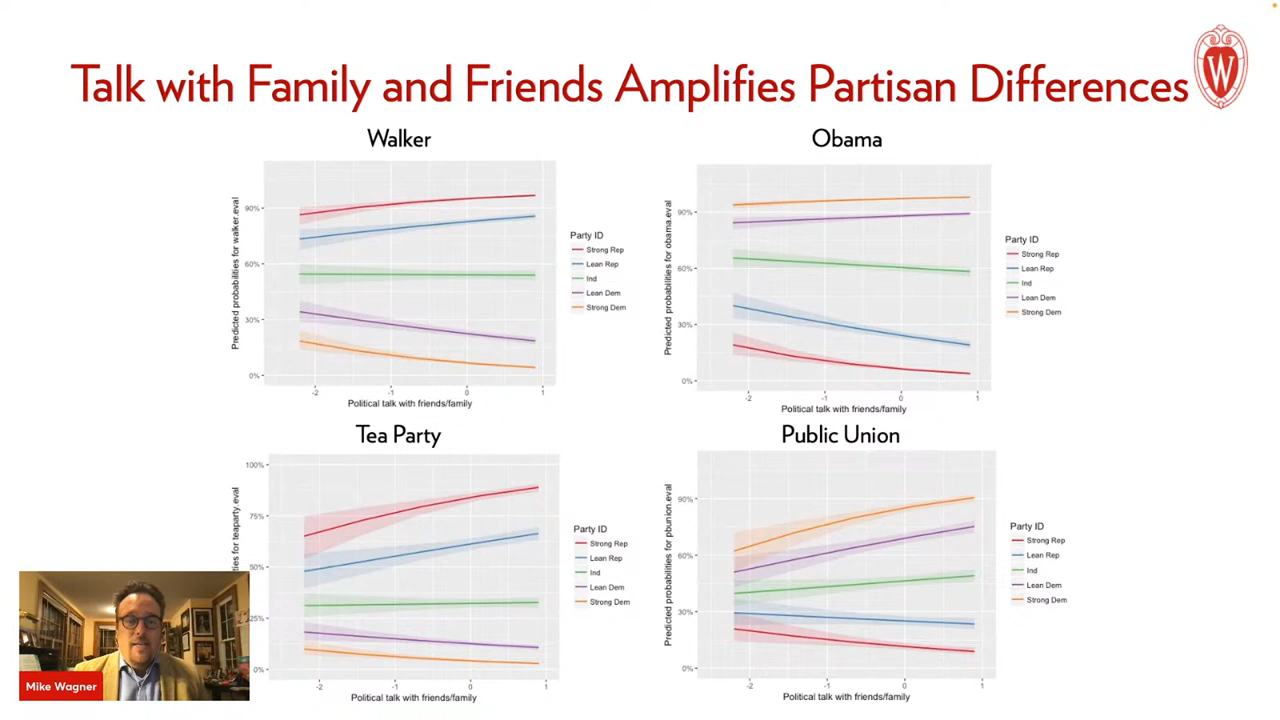 Talk with Family and Friends Amplifies Partisan Differences
W
Walker
Predicted probabilities for walker.eval
90%
60%
30%
0%
-2 -1 0 1
Political talk with friends/family
Party ID
Strong Rep
Lean Rep
Ind
Lean Dem
Strong Dem
Obama
Predicted probabilities for obama.eval
90%
60%
30%
0%
-2 -1 0 1
Political talk with friends/family
Party ID
Strong Rep
Lean Rep
Ind
Lean Dem
Strong Dem
Tea Party
ties for teaparty.eval
100%
75%
50%
25%
0%
-2 -1 0 1
Political talk with friends/family
Party ID
Strong Rep
Lean Rep
Ind
Lean Dem
Strong Dem
Public Union
Predicted probabilities for pbunion.eval
90%
60%
30%
0%
-2 -1 0 1
Political talk with friends/family
Party ID
Strong Rep
Lean Rep
Ind
Lean Dem
Strong Dem
Mike Wagner